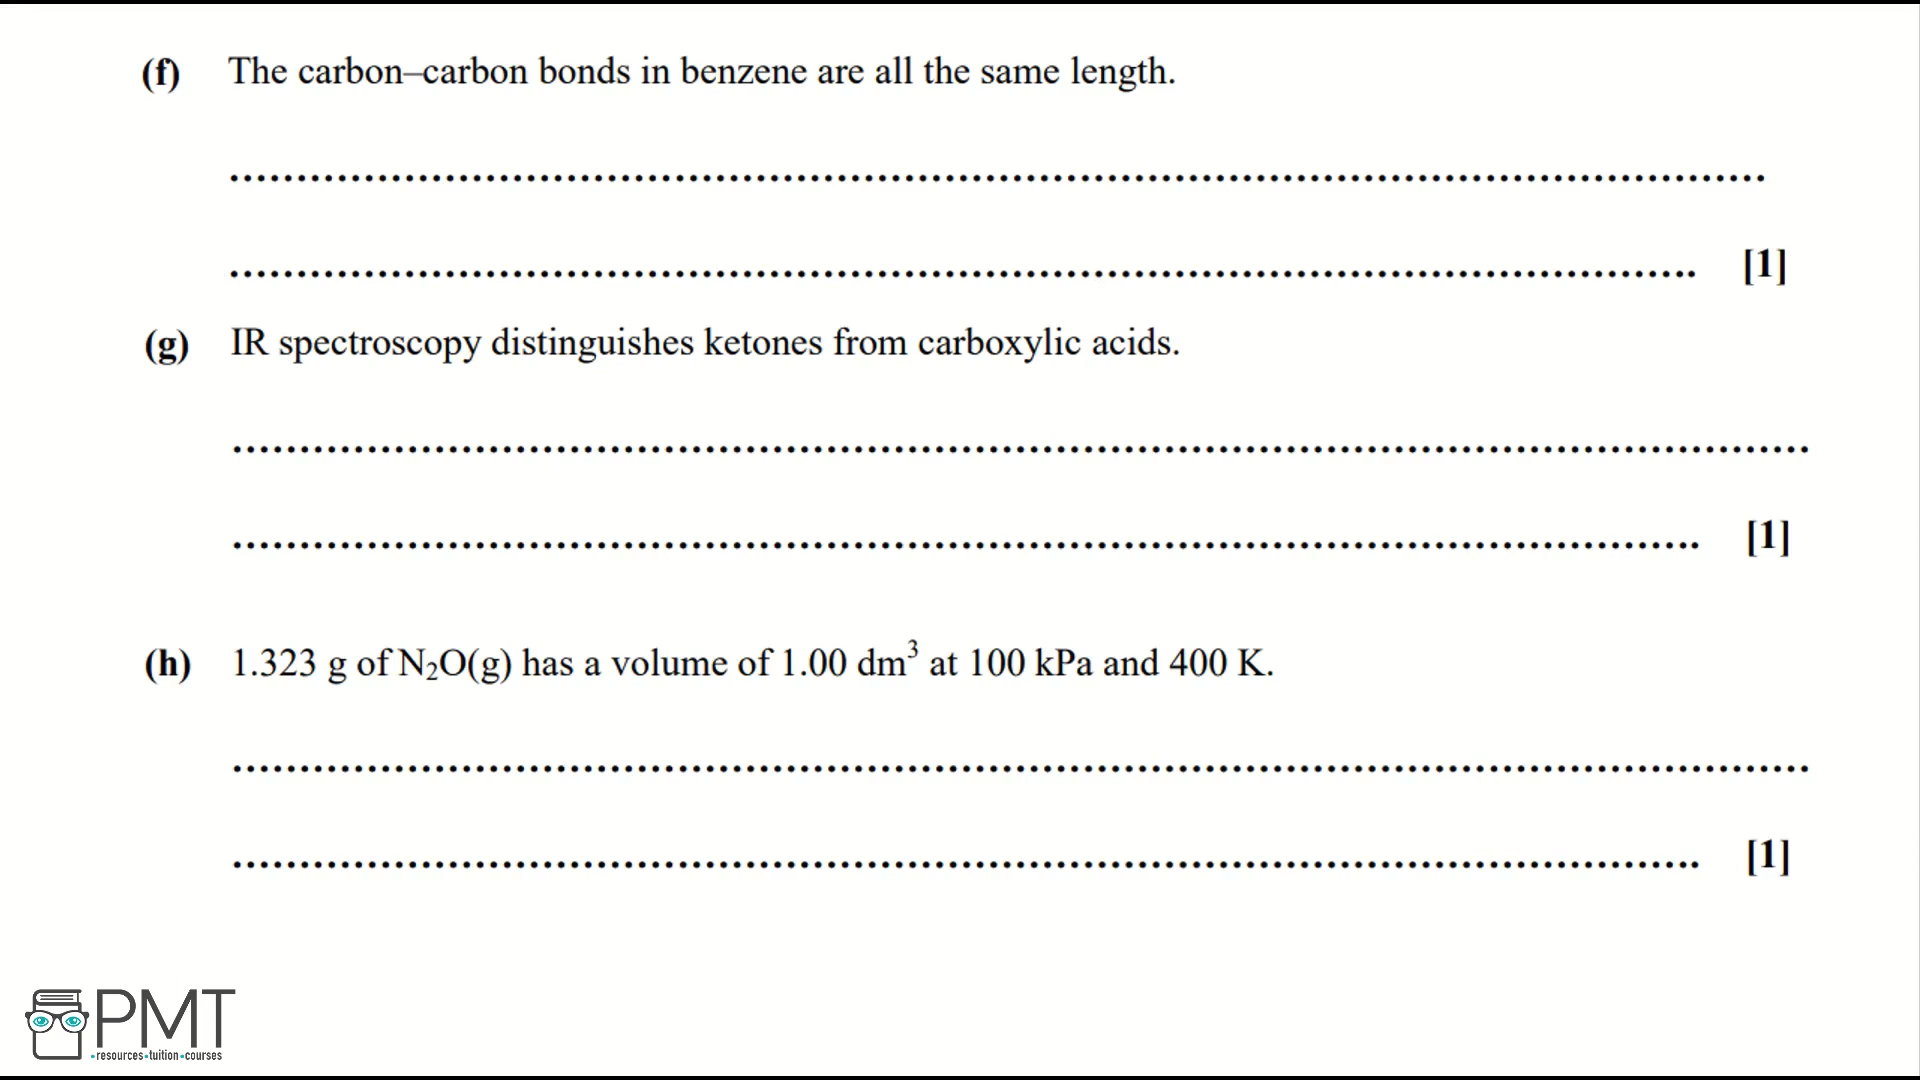 (f) The carbon–carbon bonds in benzene are all the same length.
[1]
(g) IR spectroscopy distinguishes ketones from carboxylic acids.
[1]
(h) 1.323 g of N₂O(g) has a volume of 1.00 dm³ at 100 kPa and 400 K.
[1]
PMT
•resources•tuition•courses